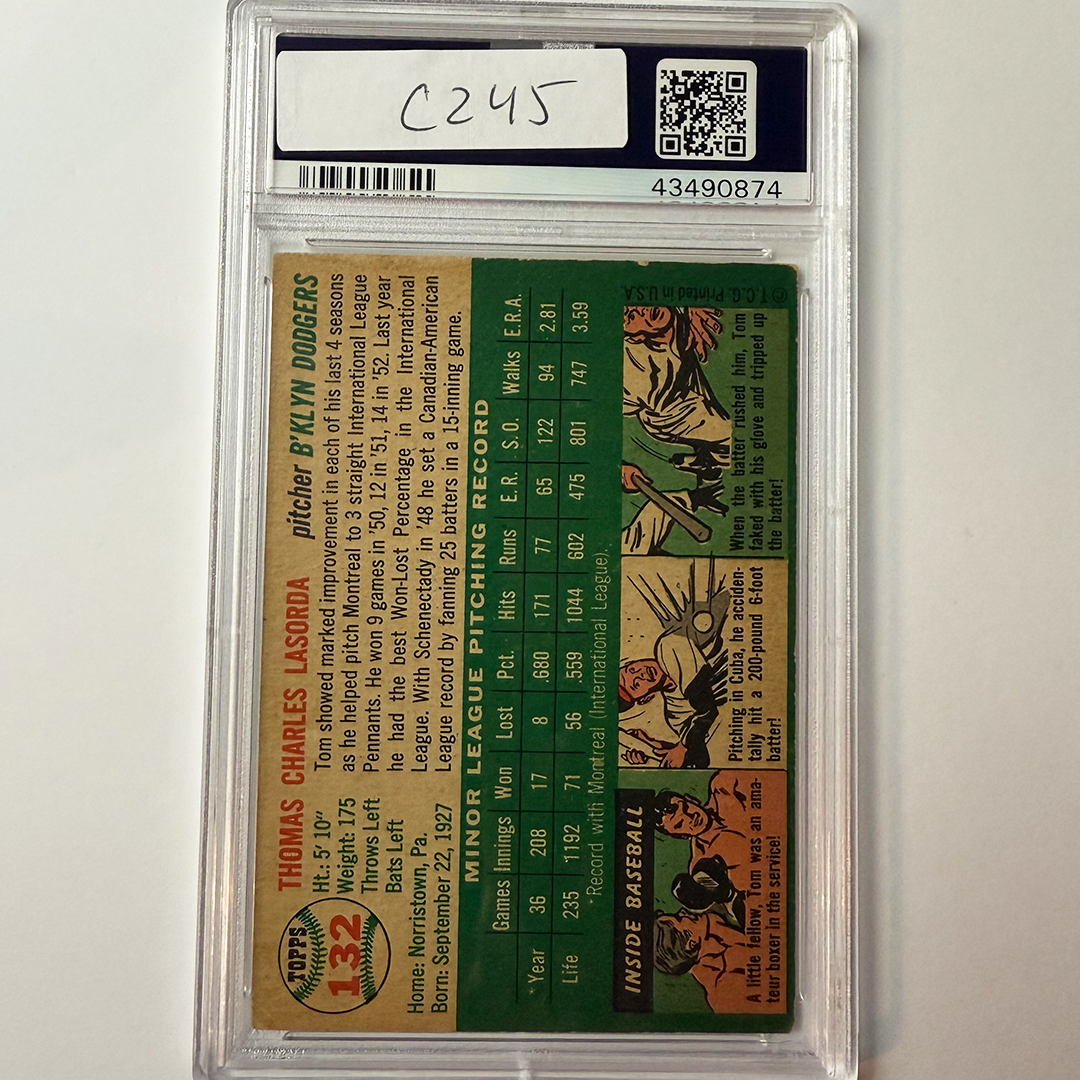 C245
43490874
TOPPS
132
THOMAS CHARLES LASORDA
pitcher B'KLYN DODGERS
Ht.: 5' 10"
Weight: 175
Throws Left
Bats Left
Home: Norristown, Pa.
Born: September 22, 1927
Tom showed marked improvement in each of his last 4 seasons
as he helped pitch Montreal to 3 straight International League
Pennants. He won 9 games in '50, 12 in '51, 14 in '52. Last year
he had the best Won-Lost Percentage in the International
League. With Schenectady in '48 he set a Canadian-American
League record by fanning 25 batters in a 15-inning game.
MINOR LEAGUE PITCHING RECORD
Games Innings Won Lost Pct. Hits Runs E.R. S.O. Walks E.R.A.
*Year 36 208 17 8 .680 171 77 65 122 94 2.81
Life 235 1192 71 56 .559 1044 602 475 801 747 3.59
*Record with Montreal (International League).
INSIDE BASEBALL
A little fellow, Tom was an ama-
teur boxer in the service!
Pitching in Cuba, he acciden-
tally hit a 200-pound 6-foot
batter!
When the batter rushed him, Tom
faked with his glove and tripped up
the batter!
© T.C.G. Printed in U.S.A.